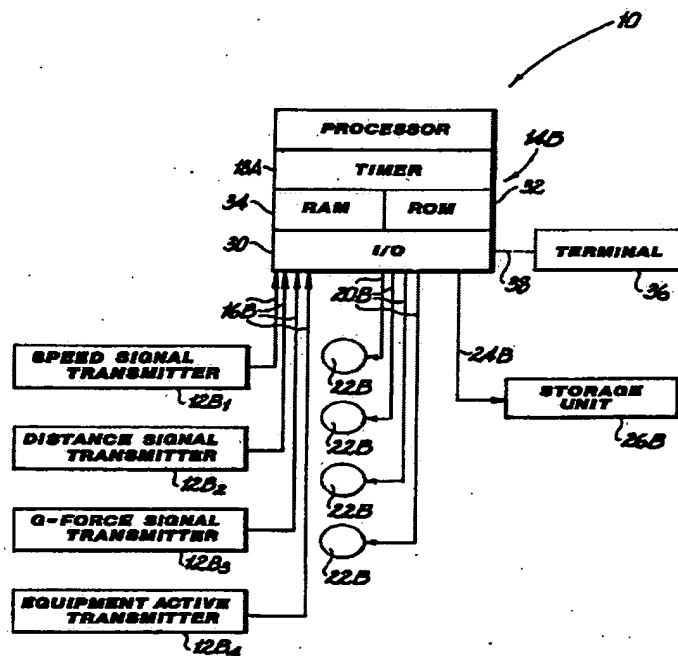 10
PROCESSOR
14B
18A
TIMER
32
34
RAM
ROM
30
I/O
38
TERMINAL
36
16B
20B
24B
SPEED SIGNAL
TRANSMITTER
12B1
22B
STORAGE
UNIT
26B
DISTANCE SIGNAL
TRANSMITTER
12B2
22B
G-FORCE SIGNAL
TRANSMITTER
12B3
22B
EQUIPMENT ACTIVE
TRANSMITTER
12B4
22B